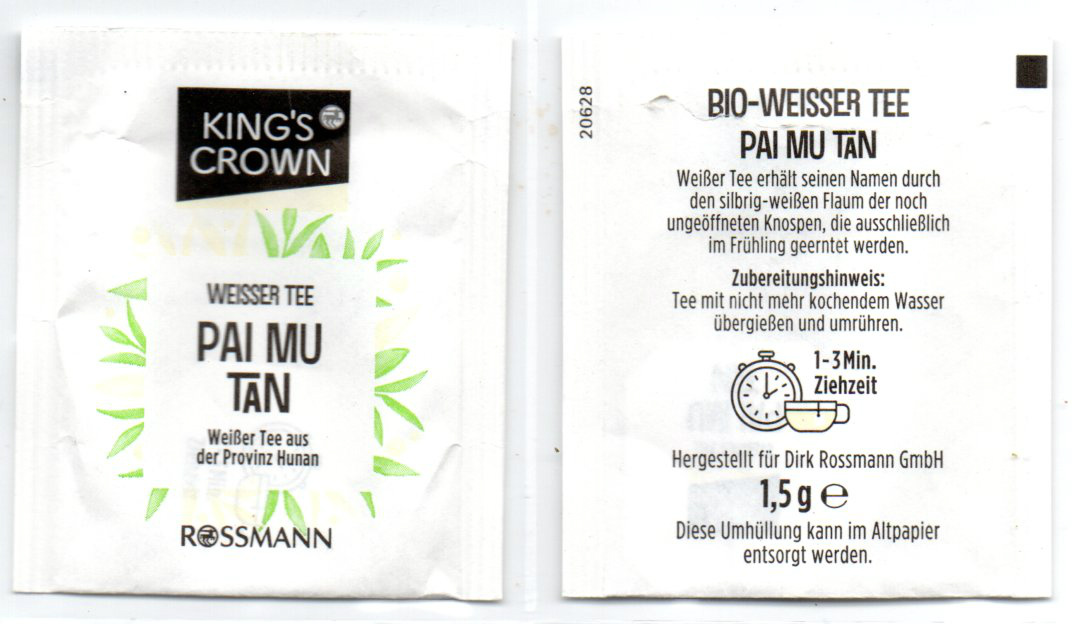 KING'S
CROWN
WEISSER TEE
PAI MU
TAN
Weißer Tee aus
der Provinz Hunan
ROSSMANN
20628
BIO-WEISSER TEE
PAI MU TAN
Weißer Tee erhält seinen Namen durch
den silbrig-weißen Flaum der noch
ungeöffneten Knospen, die ausschließlich
im Frühling geerntet werden.
Zubereitungshinweis:
Tee mit nicht mehr kochendem Wasser
übergießen und umrühren.
1-3 Min.
Ziehzeit
Hergestellt für Dirk Rossmann GmbH
1,5 g ℮
Diese Umhüllung kann im Altpapier
entsorgt werden.